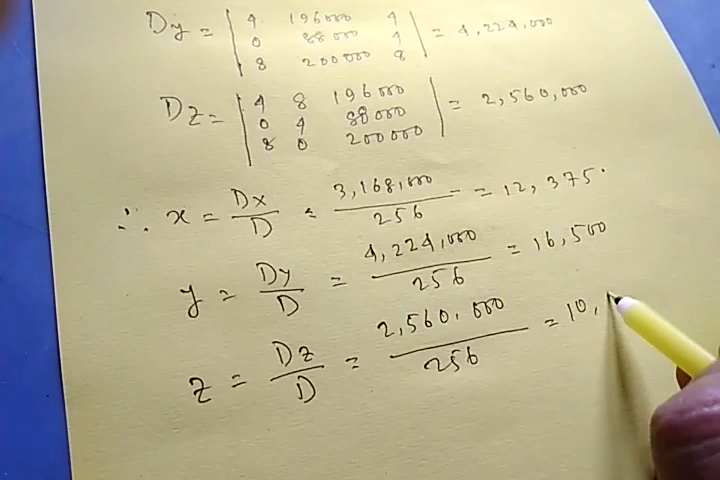 Dy = | 4 196000 4 | = 4,224,000
0 88000 4
8 200000 8
Dz = | 4 8 196000 | = 2,560,000
0 4 88000
8 0 200000
∴ x = Dx/D = 3,168,000/256 = 12,375.
y = Dy/D = 4,224,000/256 = 16,500
z = Dz/D = 2,560,000/256 = 10,